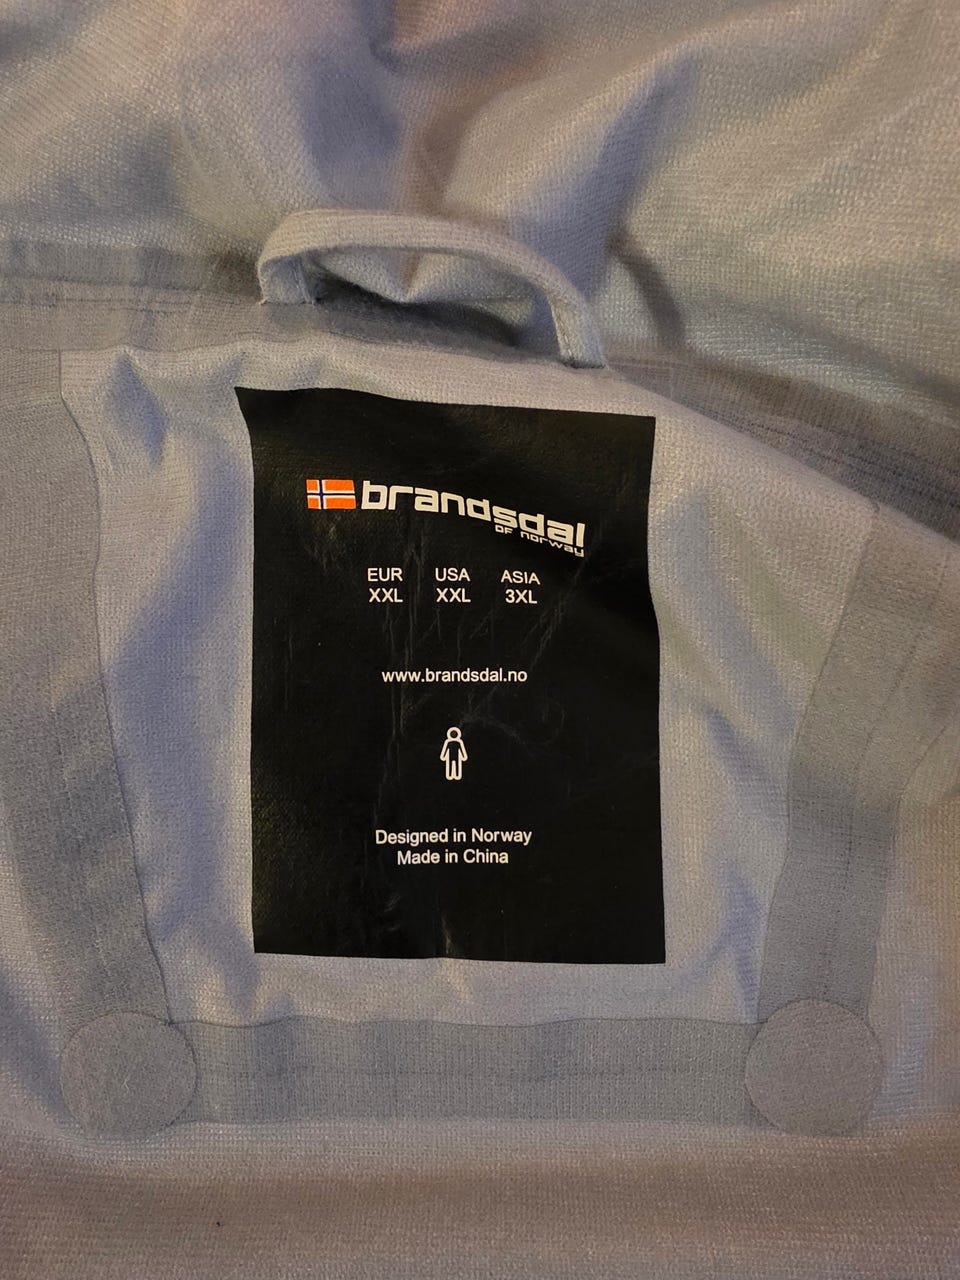 brandsdal
OF norway
EUR USA ASIA
XXL XXL 3XL
www.brandsdal.no
Designed in Norway
Made in China